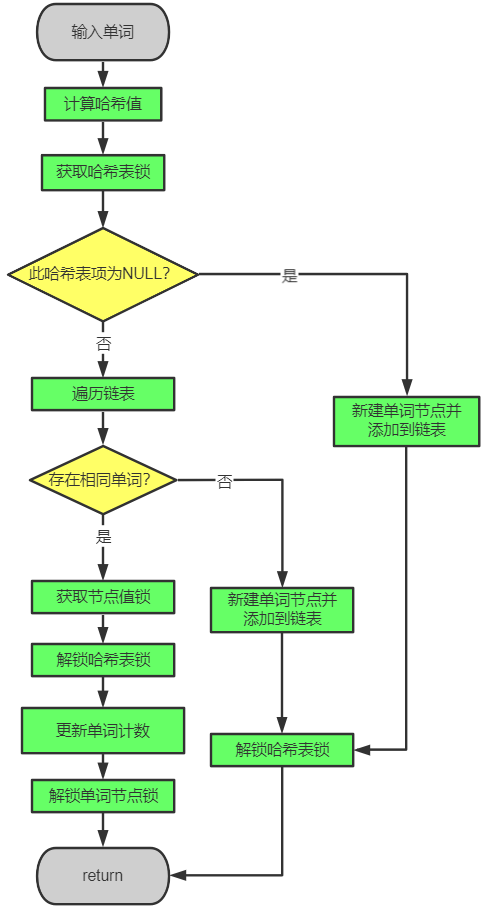 输入单词
计算哈希值
获取哈希表锁
此哈希表项为NULL?
是
否
遍历链表
新建单词节点并
添加到链表
存在相同单词?
否
是
获取节点值锁
新建单词节点并
添加到链表
解锁哈希表锁
更新单词计数
解锁哈希表锁
解锁单词节点锁
return